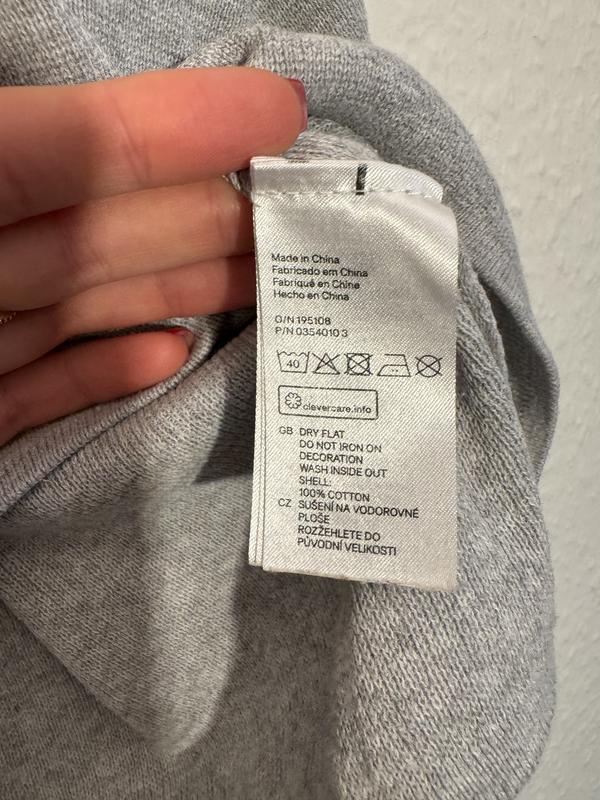 Made in China
Fabricado em China
Fabriqué en Chine
Hecho en China
O/N 195108
P/N 0354010 3
40
clevercare.info
GB DRY FLAT
DO NOT IRON ON
DECORATION
WASH INSIDE OUT
SHELL:
100% COTTON
CZ SUŠENÍ NA VODOROVNÉ
PLOŠE
ROZŽEHLETE DO
PŮVODNÍ VELIKOSTI